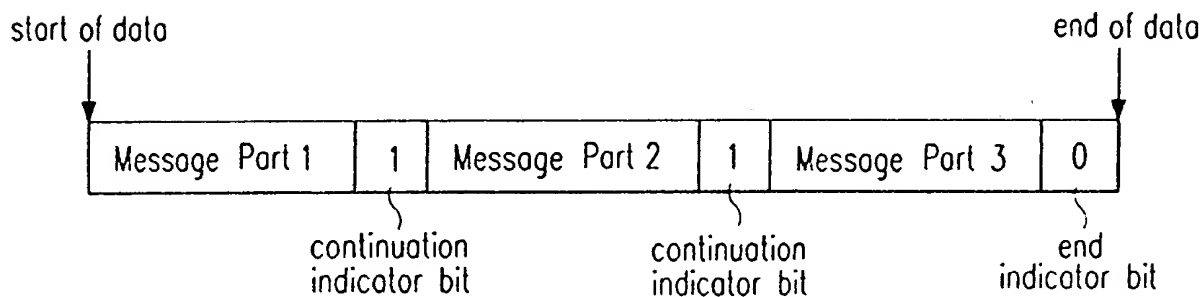 start of data
end of data
Message Part 1
1
Message Part 2
1
Message Part 3
0
continuation
indicator bit
continuation
indicator bit
end
indicator bit